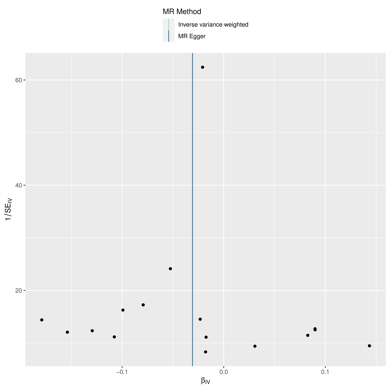 MR Method
Inverse variance weighted
MR Egger
60
40
20
1/SE_IV
−0.1 0.0 0.1
β_IV